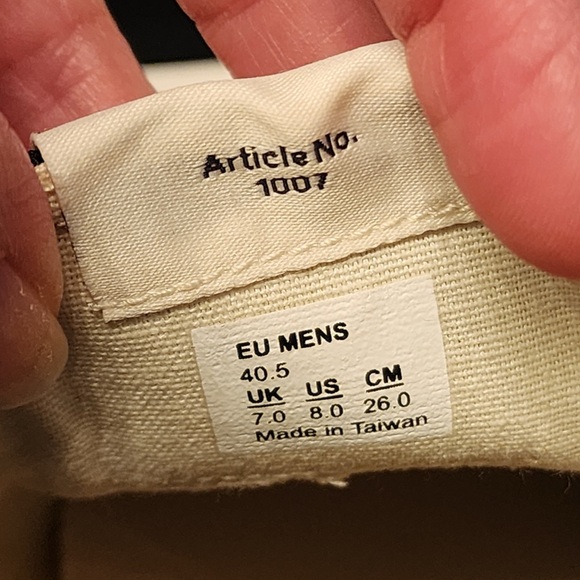 Article No.
1007
EU MENS
40.5
UK US CM
7.0 8.0 26.0
Made in Taiwan